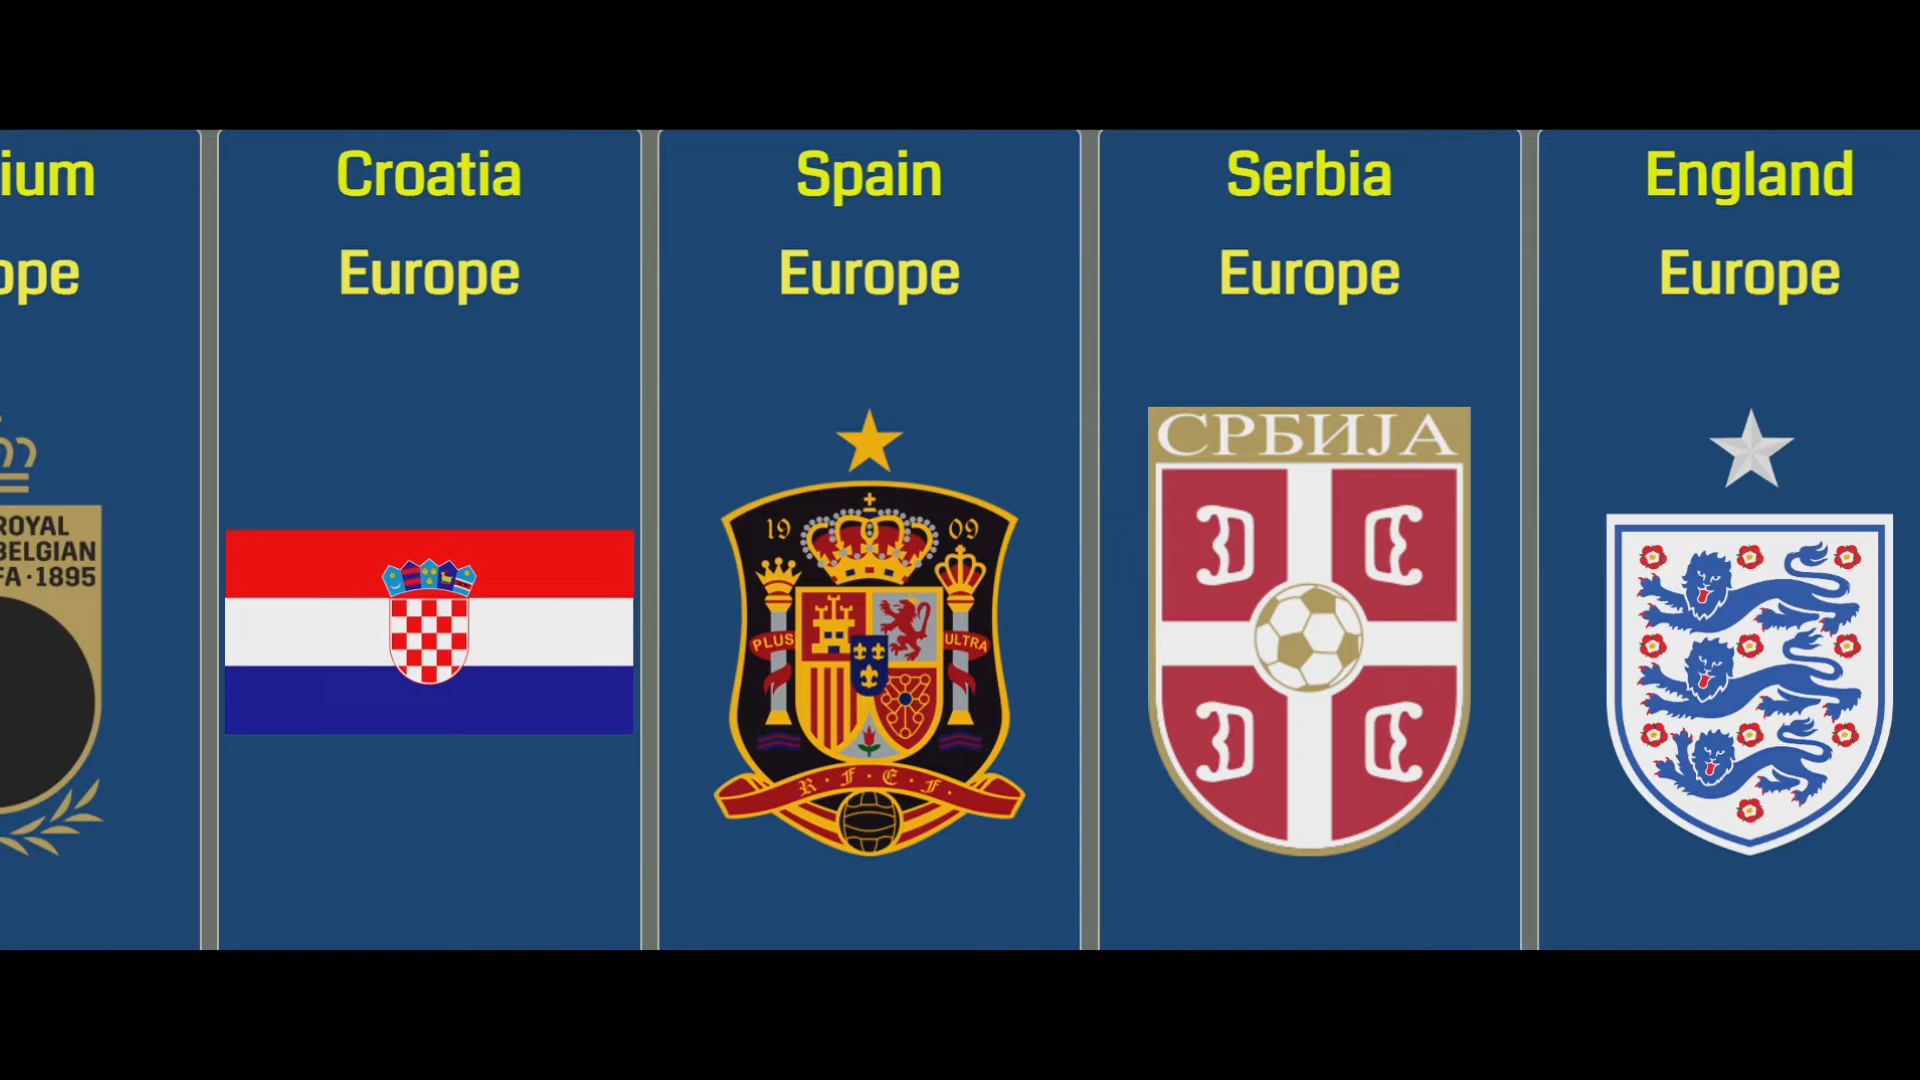 ium
ope
ROYAL
BELGIAN
FA·1895
Croatia
Europe
Spain
Europe
19 09
PLUS ULTRA
R·F·E·F·
Serbia
Europe
СРБИЈА
England
Europe